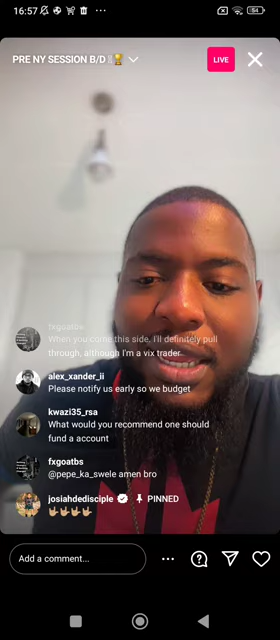 16:57
54
PRE NY SESSION B/D 🏆
LIVE
fxgoatbs
When you come this side, I'll definitely pull
through, although I'm a vix trader
alex_xander_ii
Please notify us early so we budget
kwazi35_rsa
What would you recommend one should
fund a account
fxgoatbs
@pepe_ka_swele amen bro
josiahdedisciple PINNED
🤟🏽🤟🏽🤟🏽🤟🏽
Add a comment...